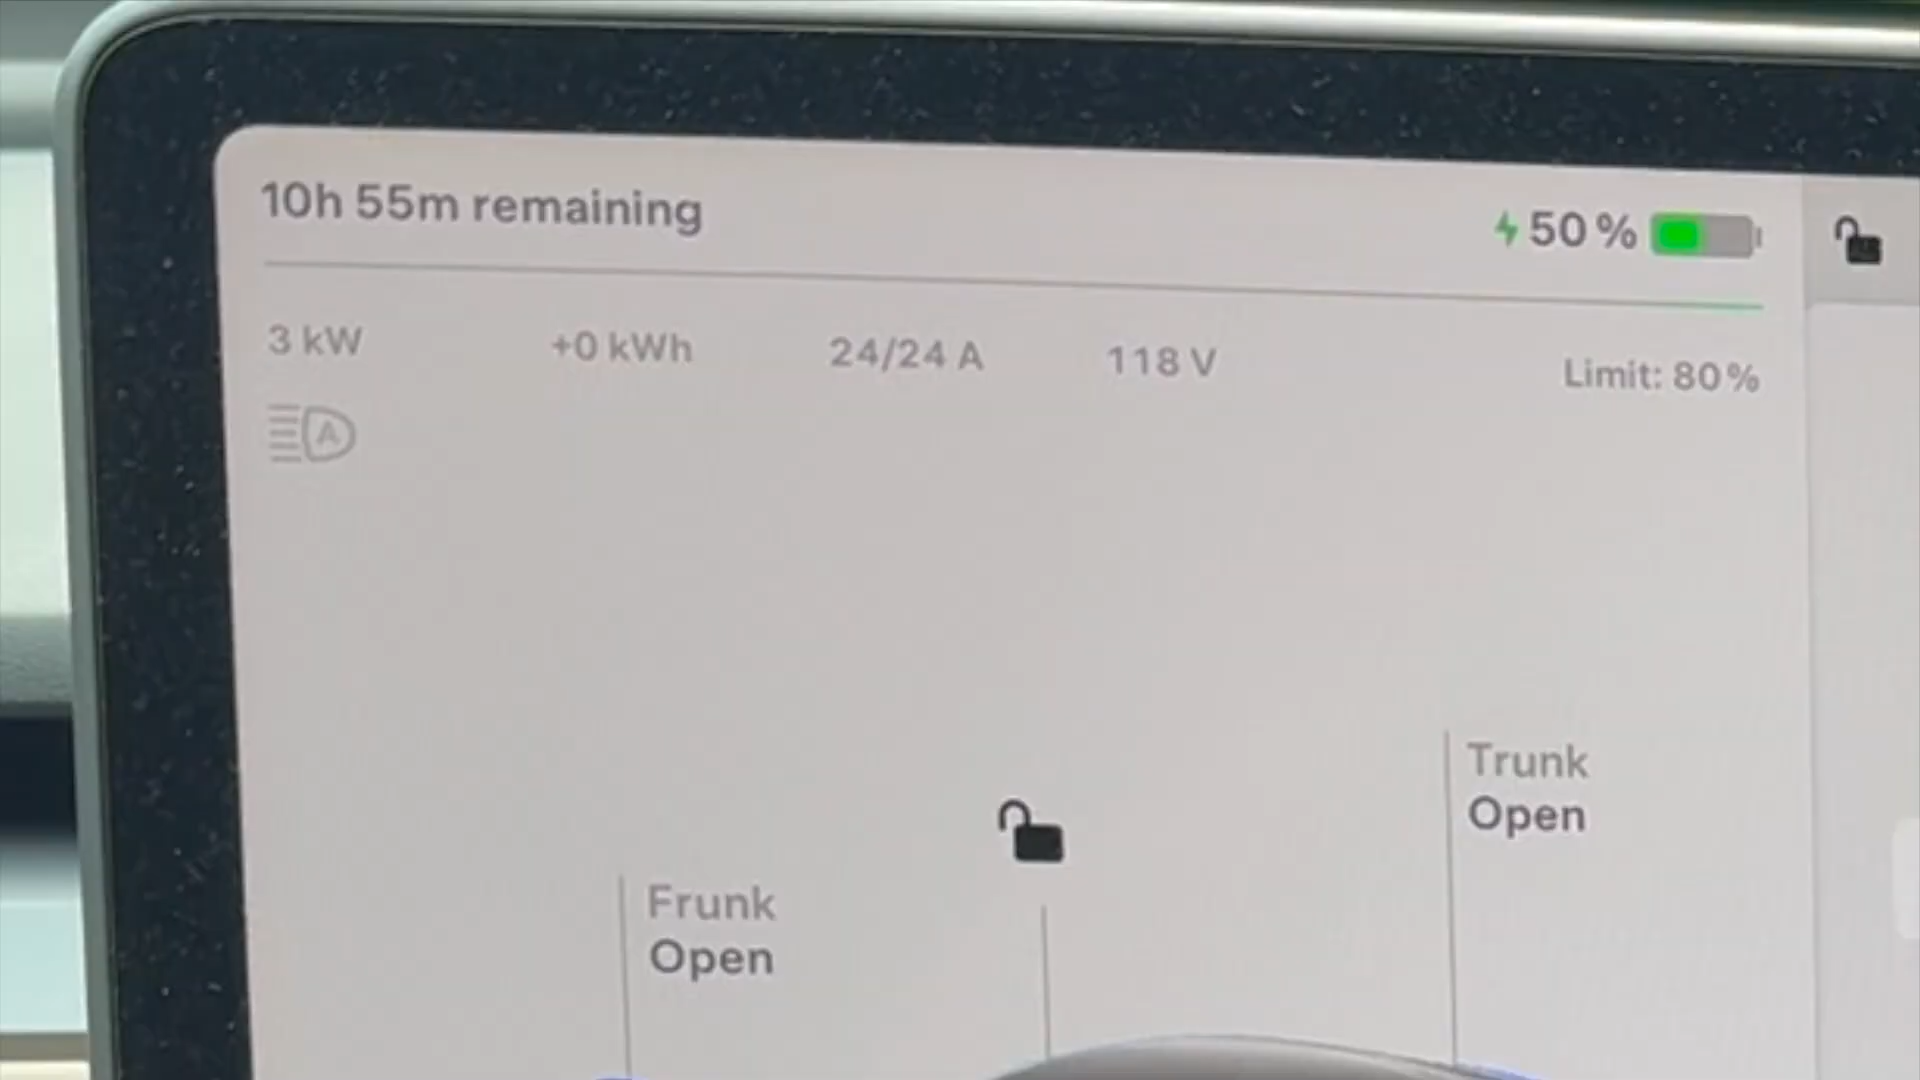 10h 55m remaining
50 %
3 kW
+0 kWh
24/24 A
118 V
Limit: 80%
A
Trunk
Open
Frunk
Open